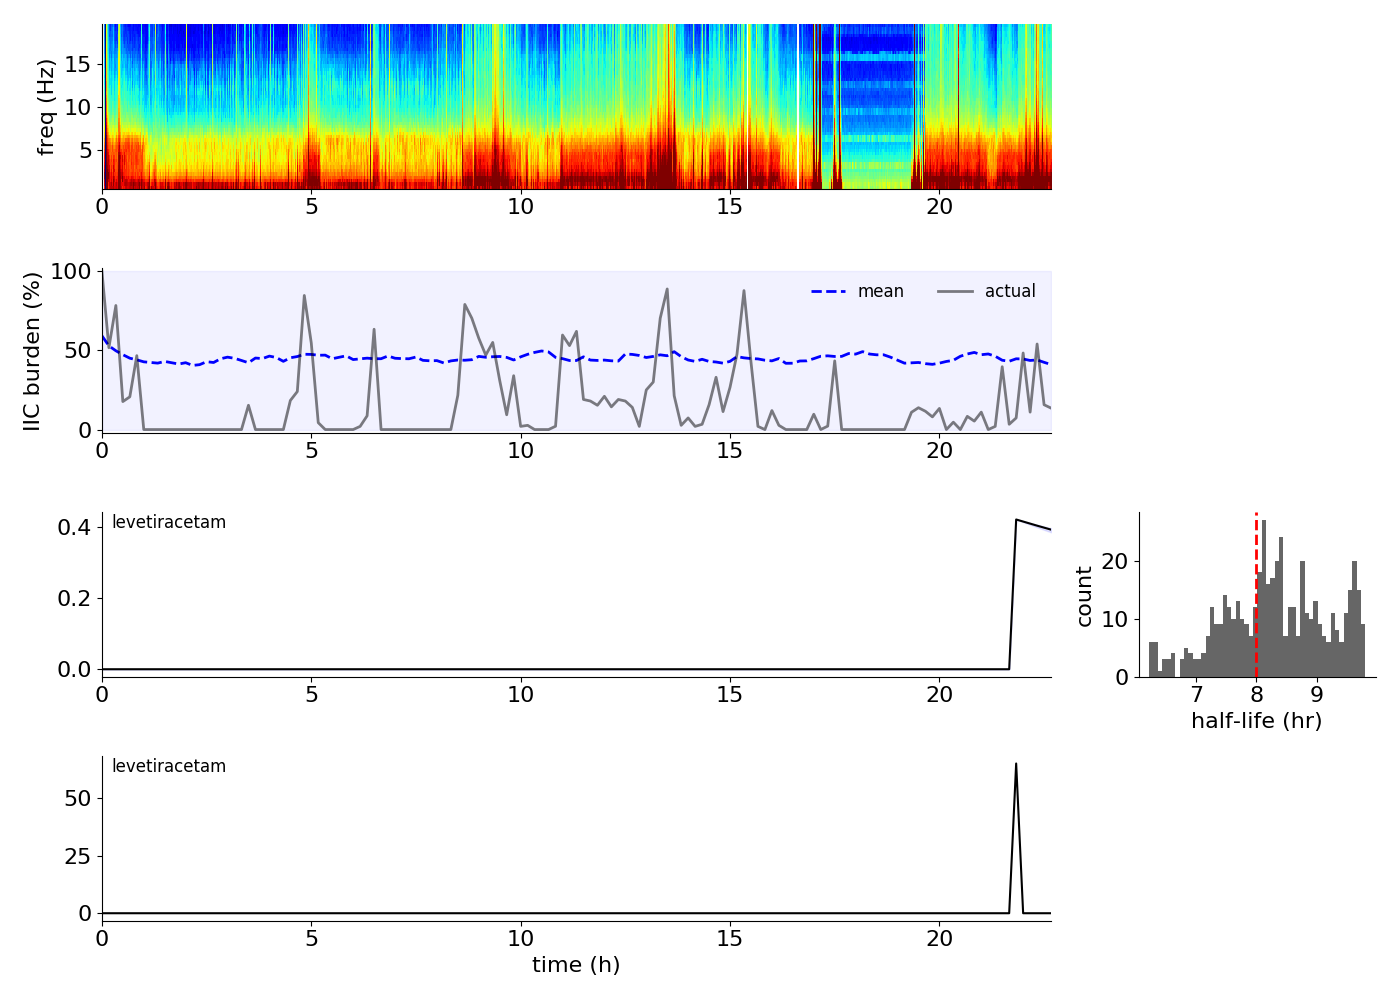 freq (Hz)
15
10
5
0 5 10 15 20
IIC burden (%)
100
50
0
mean actual
0 5 10 15 20
levetiracetam
0.4
0.2
0.0
0 5 10 15 20
count
20
10
0
7 8 9
half-life (hr)
levetiracetam
50
25
0
0 5 10 15 20
time (h)